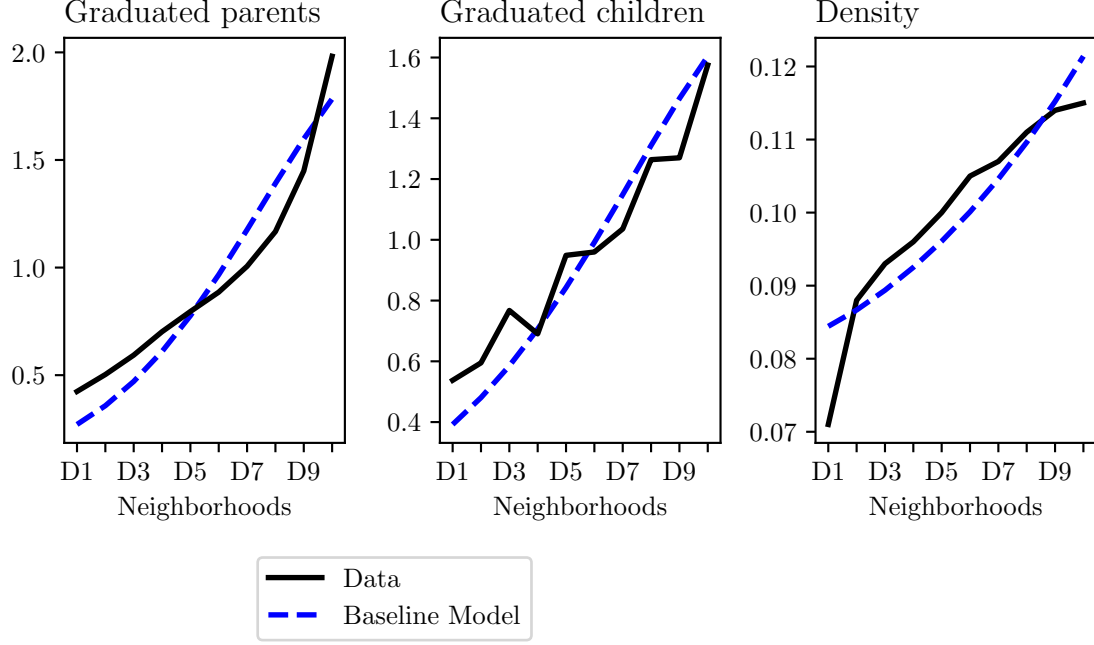 Graduated parents
2.0
1.5
1.0
0.5
D1 D3 D5 D7 D9
Neighborhoods
Graduated children
1.6
1.4
1.2
1.0
0.8
0.6
0.4
D1 D3 D5 D7 D9
Neighborhoods
Density
0.12
0.11
0.10
0.09
0.08
0.07
D1 D3 D5 D7 D9
Neighborhoods
Data
Baseline Model